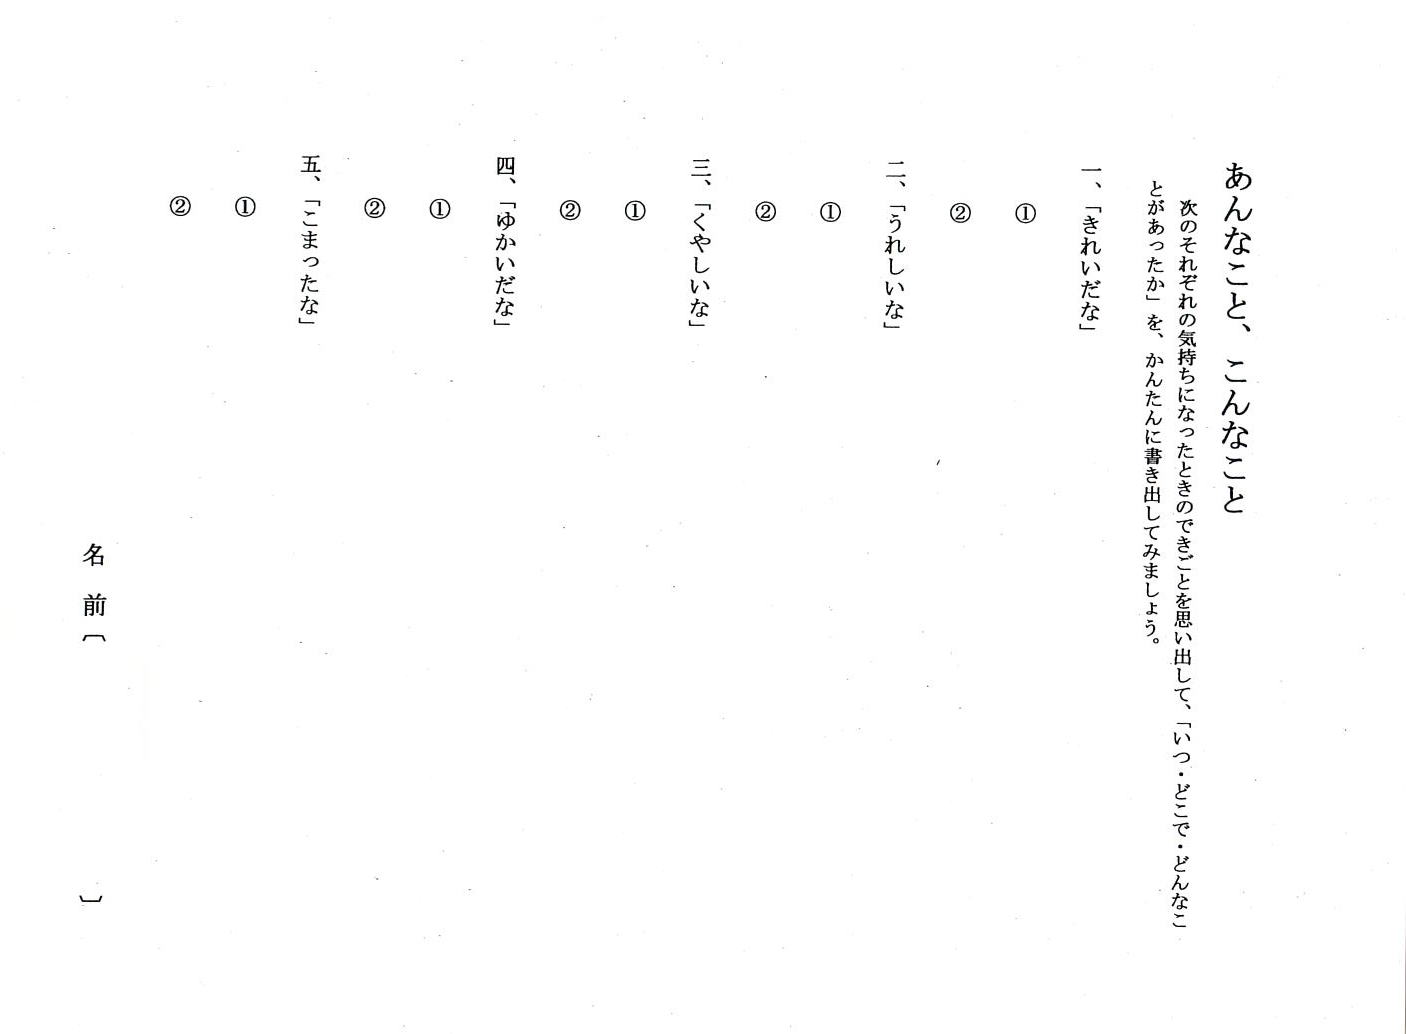 あんなこと、こんなこと
次のそれぞれの気持ちになったときのできごとを思い出して、「いつ・どこで・どんなこ
とがあったか」を、かんたんに書き出してみましょう。
一、「きれいだな」
①
②
二、「うれしいな」
①
②
三、「くやしいな」
①
②
四、「ゆかいだな」
①
②
五、「こまったな」
①
②
名前〔　　　〕